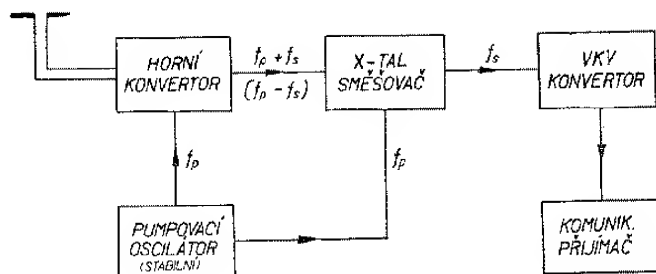 HORNÍ
KONVERTOR
fp + fs
(fp - fs)
X-TAL
SMĚŠOVAČ
fs
VKV
KONVERTOR
fp
fp
PUMPOVACÍ
OSCILÁTOR
(STABILNÍ)
KOMUNIK.
PŘIJÍMAČ